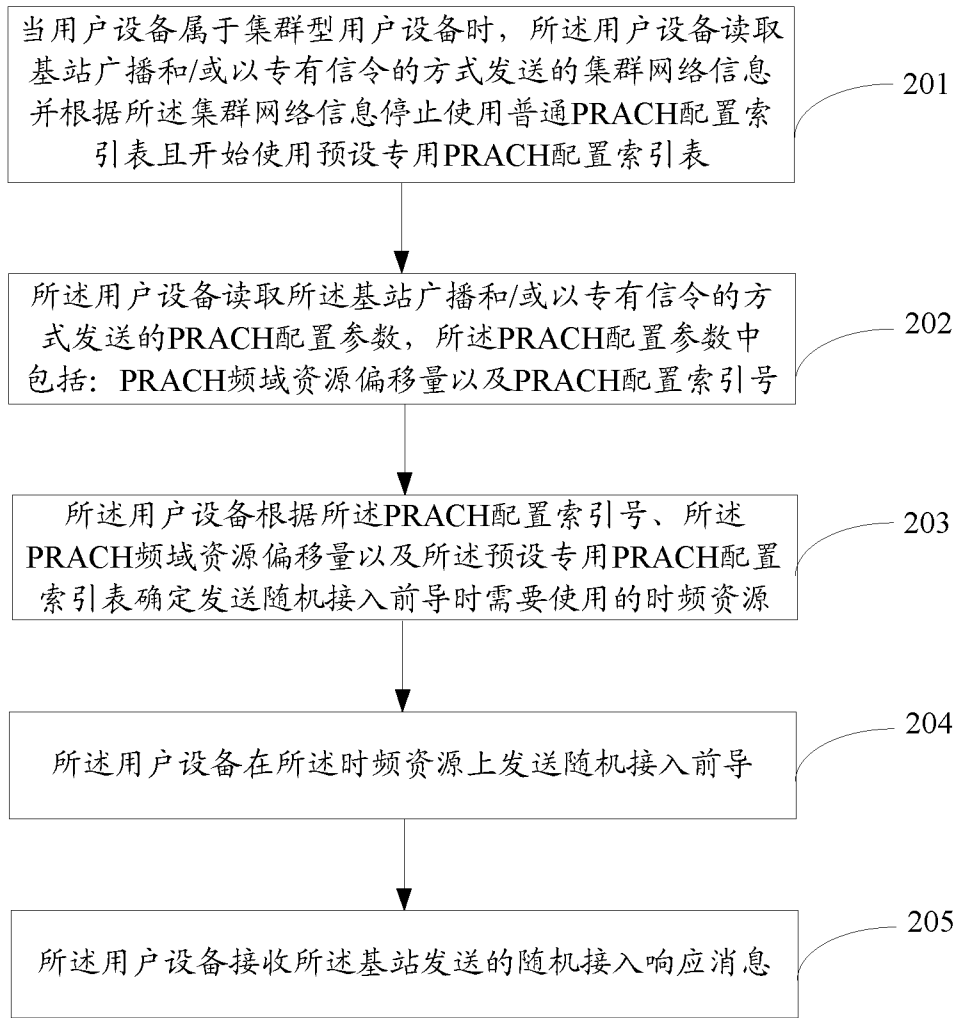 当用户设备属于集群型用户设备时，所述用户设备读取
基站广播和/或以专有信令的方式发送的集群网络信息
并根据所述集群网络信息停止使用普通PRACH配置索
引表且开始使用预设专用PRACH配置索引表
201
所述用户设备读取所述基站广播和/或以专有信令的方
式发送的PRACH配置参数，所述PRACH配置参数中
包括：PRACH频域资源偏移量以及PRACH配置索引号
202
所述用户设备根据所述PRACH配置索引号、所述
PRACH频域资源偏移量以及所述预设专用PRACH配置
索引表确定发送随机接入前导时需要使用的时频资源
203
所述用户设备在所述时频资源上发送随机接入前导
204
所述用户设备接收所述基站发送的随机接入响应消息
205